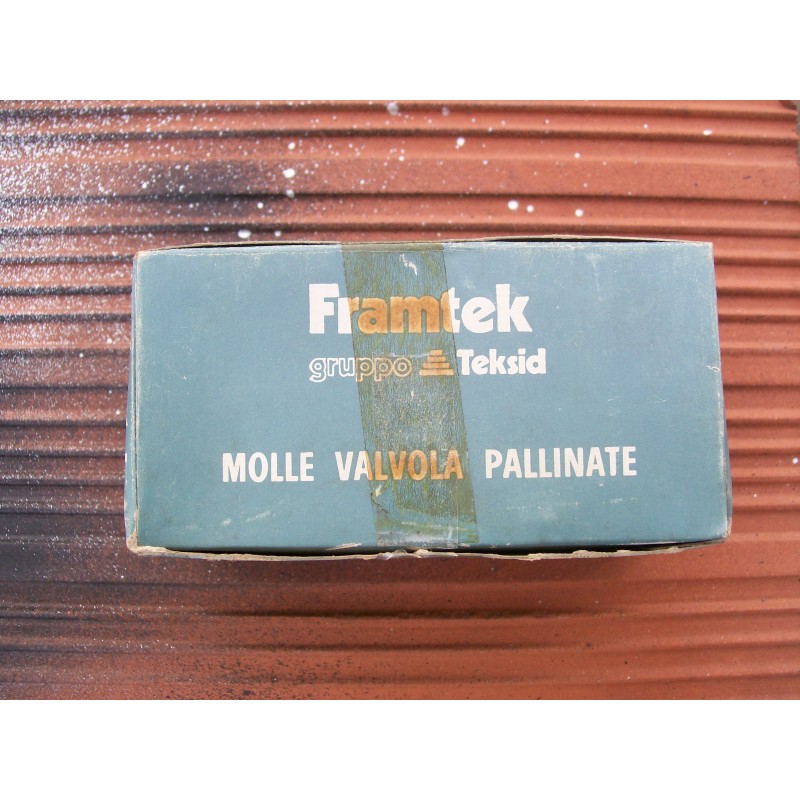 Framtek
gruppo Teksid
MOLLE VALVOLA PALLINATE